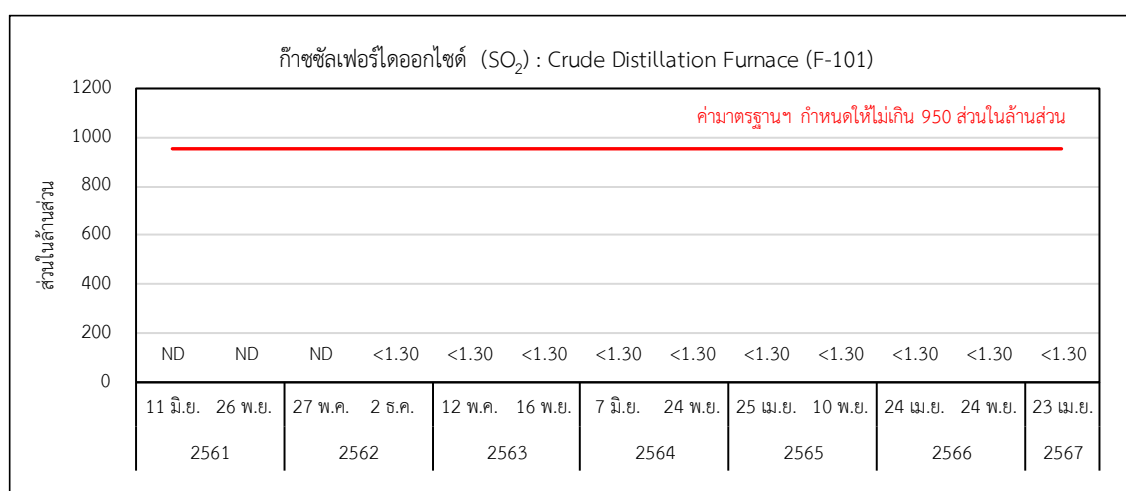 ก๊าซซัลเฟอร์ไดออกไซด์ (SO2) : Crude Distillation Furnace (F-101)
ค่ามาตรฐานฯ กำหนดให้ไม่เกิน 950 ส่วนในล้านส่วน
ส่วนในล้านส่วน
1200
1000
800
600
400
200
0
ND ND ND <1.30 <1.30 <1.30 <1.30 <1.30 <1.30 <1.30 <1.30 <1.30 <1.30
11 มิ.ย. 26 พ.ย. 27 พ.ค. 2 ธ.ค. 12 พ.ค. 16 พ.ย. 7 มิ.ย. 24 พ.ย. 25 เม.ย. 10 พ.ย. 24 เม.ย. 24 พ.ย. 23 เม.ย.
2561 2562 2563 2564 2565 2566 2567